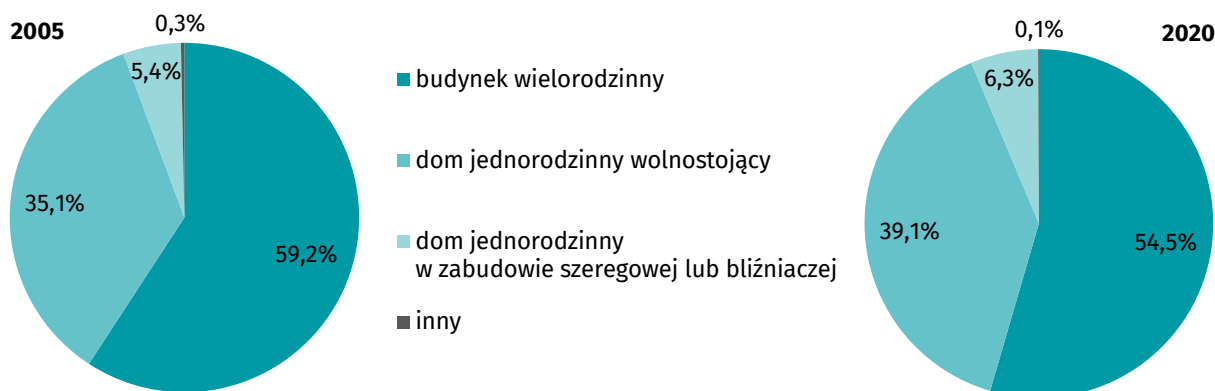 2005
0,3%
5,4%
35,1%
59,2%
budynek wielorodzinny
dom jednorodzinny wolnostojący
dom jednorodzinny
w zabudowie szeregowej lub bliźniaczej
inny
2020
0,1%
6,3%
39,1%
54,5%